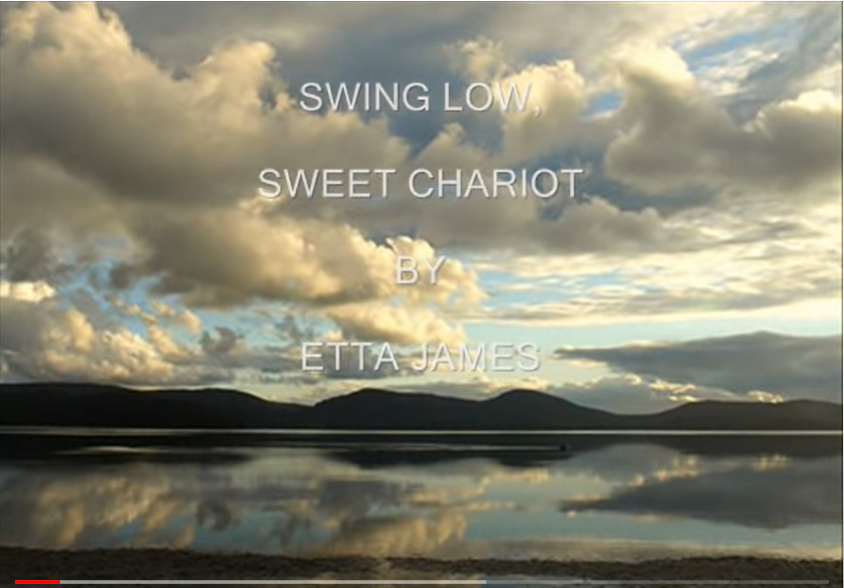 SWING LOW,
SWEET CHARIOT
BY
ETTA JAMES